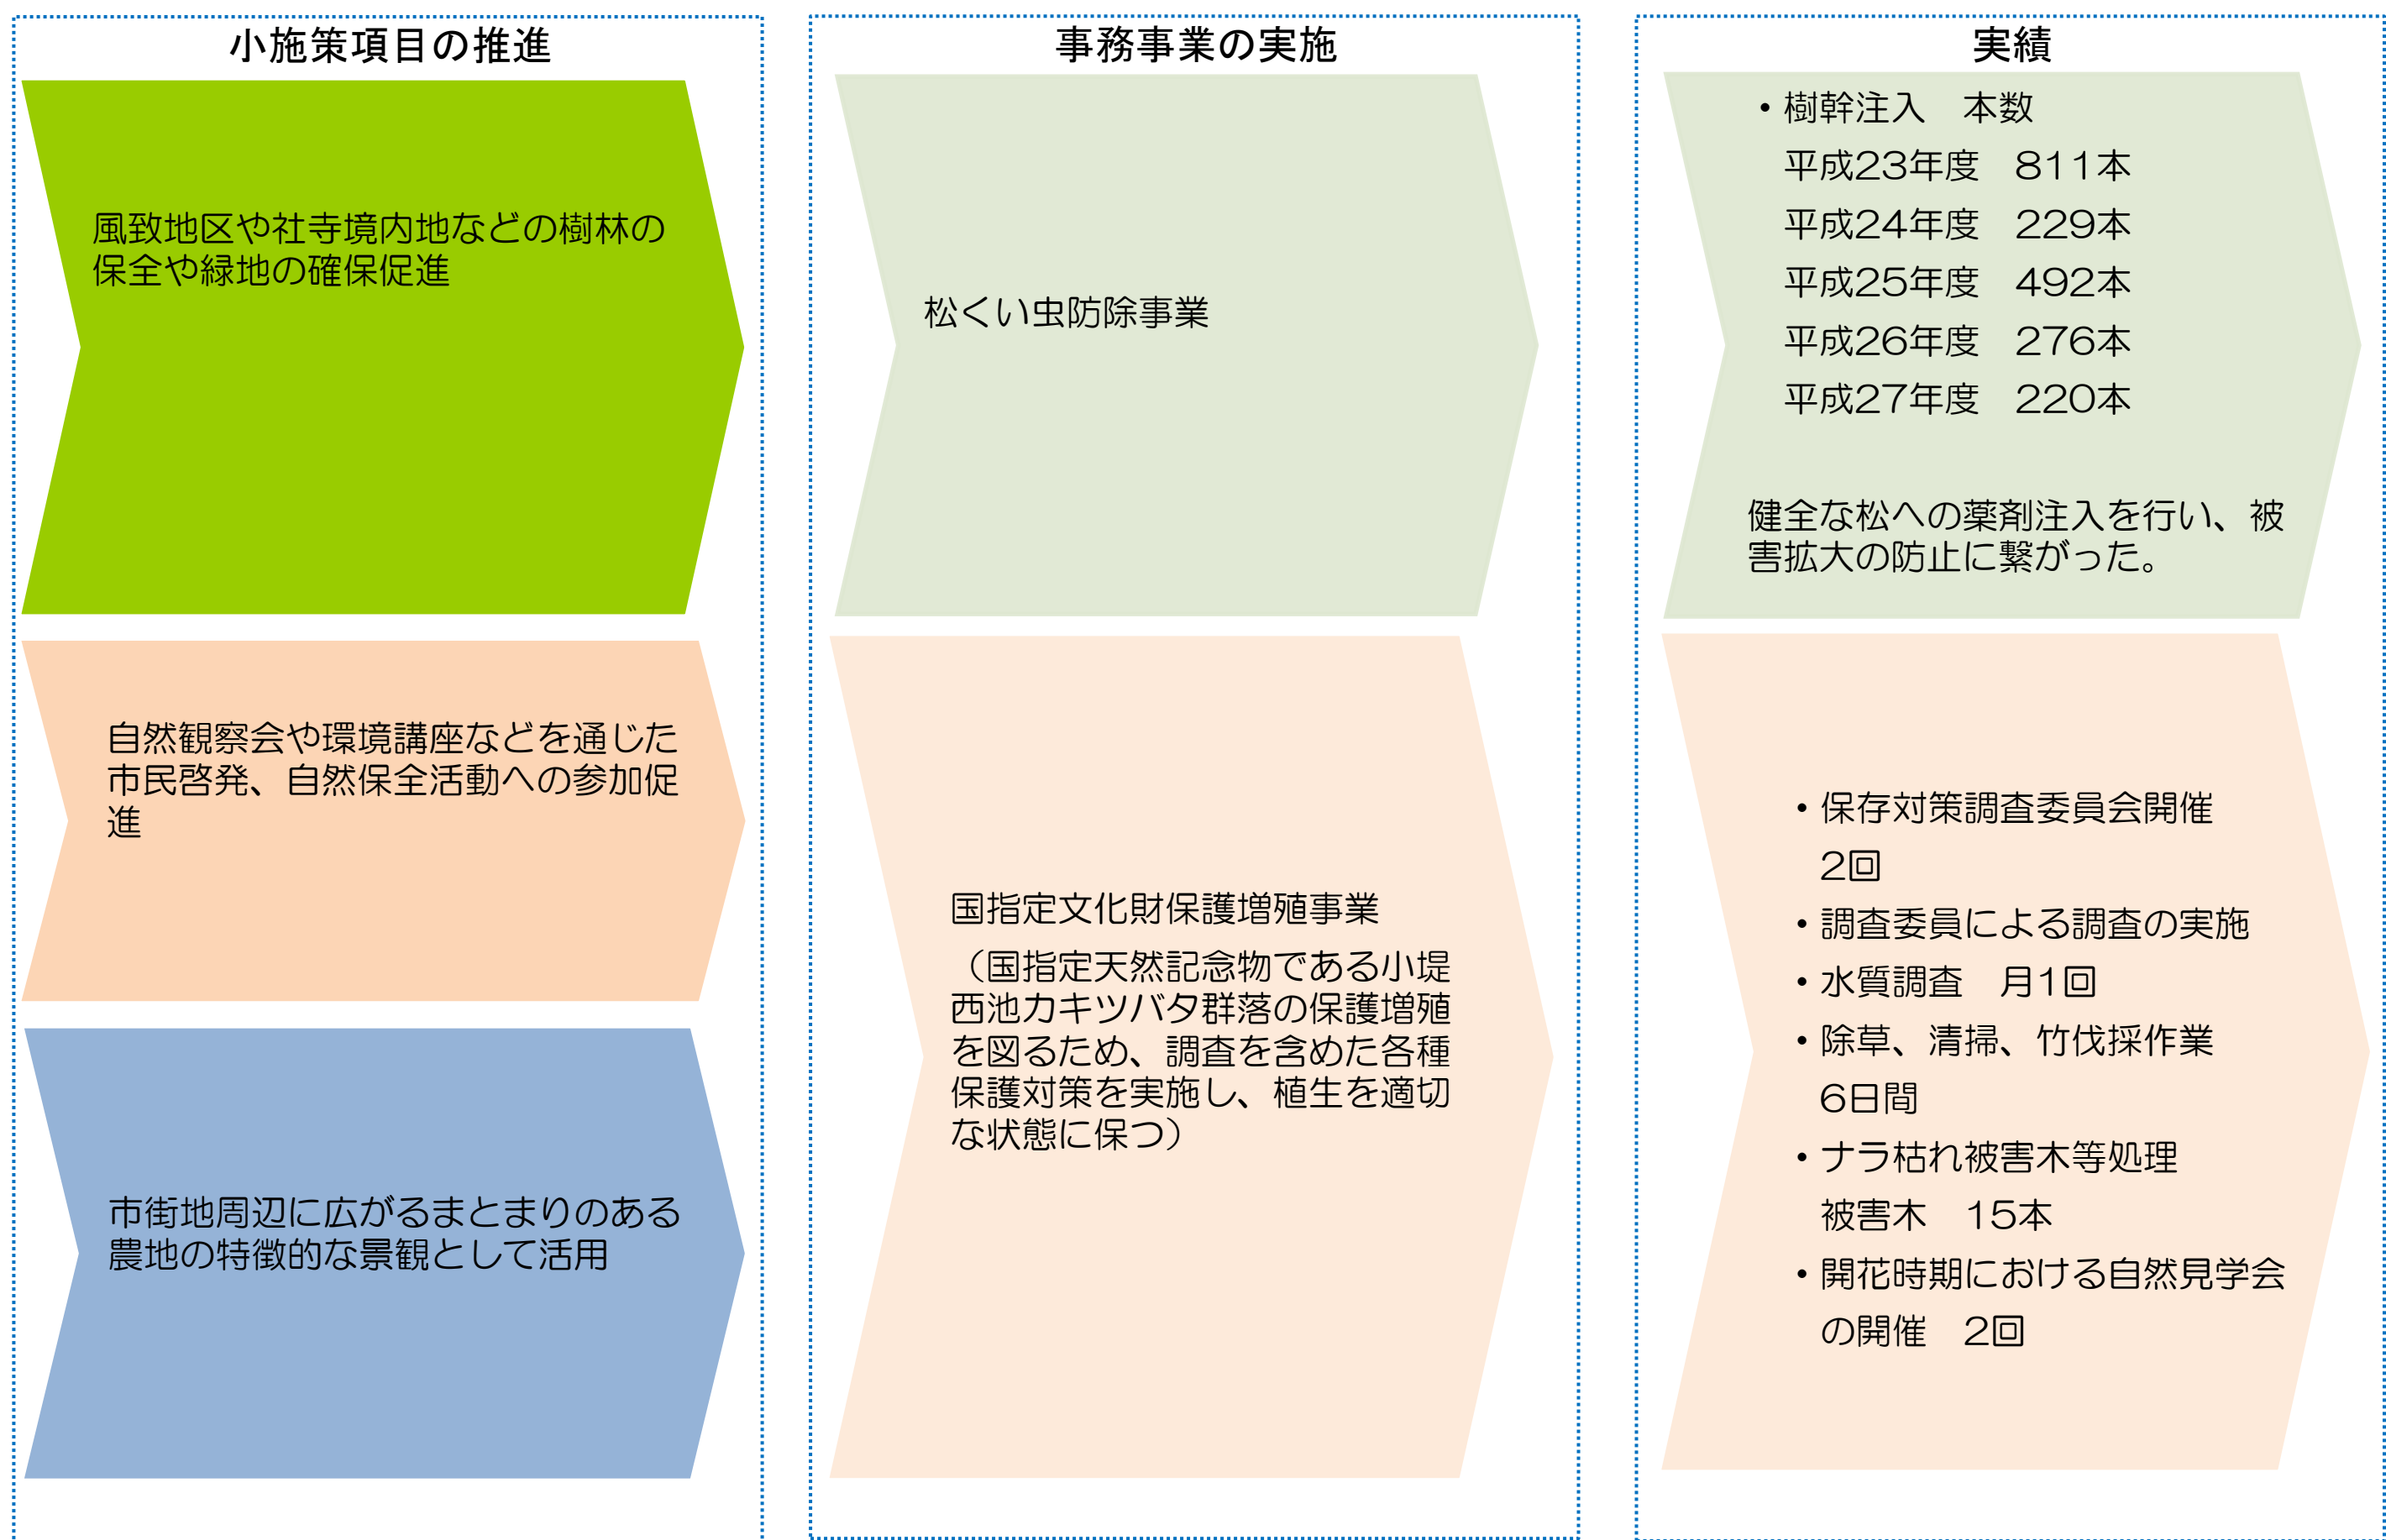 小施策項目の推進
風致地区や社寺境内地などの樹林の
保全や緑地の確保促進
自然観察会や環境講座などを通じた
市民啓発、自然保全活動への参加促
進
市街地周辺に広がるまとまりのある
農地の特徴的な景観として活用
事務事業の実施
松くい虫防除事業
国指定文化財保護増殖事業
（国指定天然記念物である小堤
西池カキツバタ群落の保護増殖
を図るため、調査を含めた各種
保護対策を実施し、植生を適切
な状態に保つ）
実績
・樹幹注入　本数
平成23年度　811本
平成24年度　229本
平成25年度　492本
平成26年度　276本
平成27年度　220本
健全な松への薬剤注入を行い、被
害拡大の防止に繋がった。
・保存対策調査委員会開催
2回
・調査委員による調査の実施
・水質調査　月1回
・除草、清掃、竹伐採作業
6日間
・ナラ枯れ被害木等処理
被害木　15本
・開花時期における自然見学会
の開催　2回